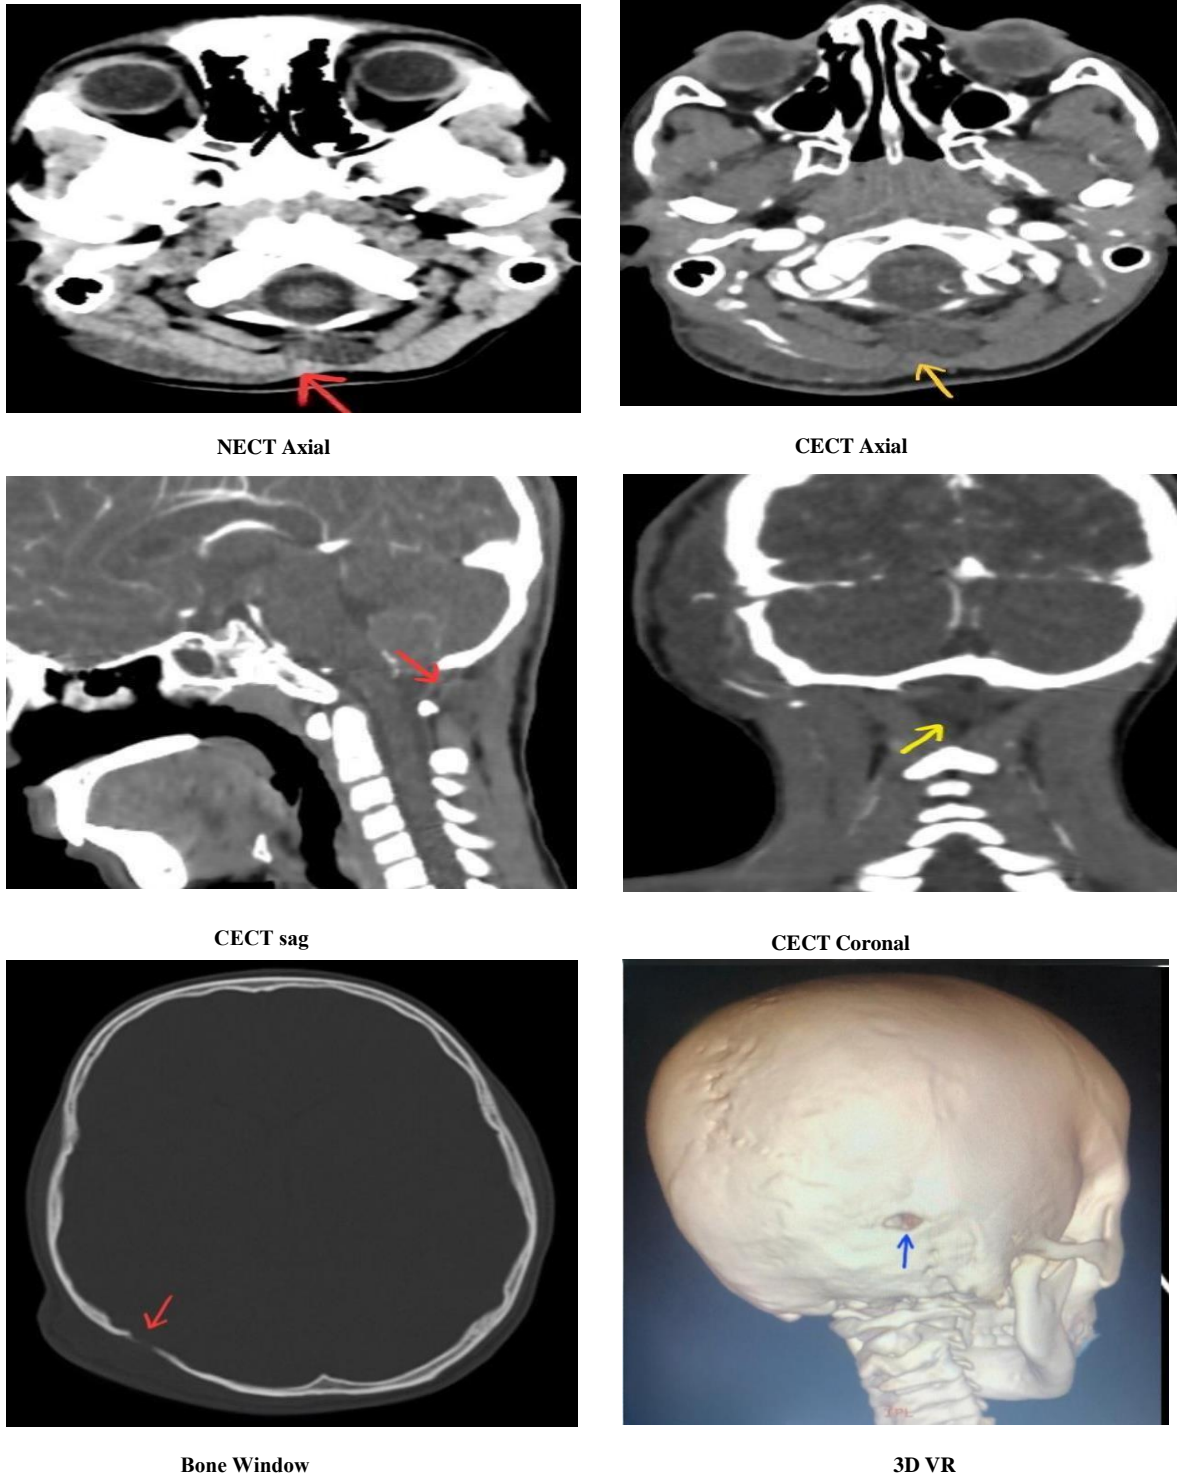 NECT Axial
CECT Axial
CECT sag
CECT Coronal
Bone Window
3D VR